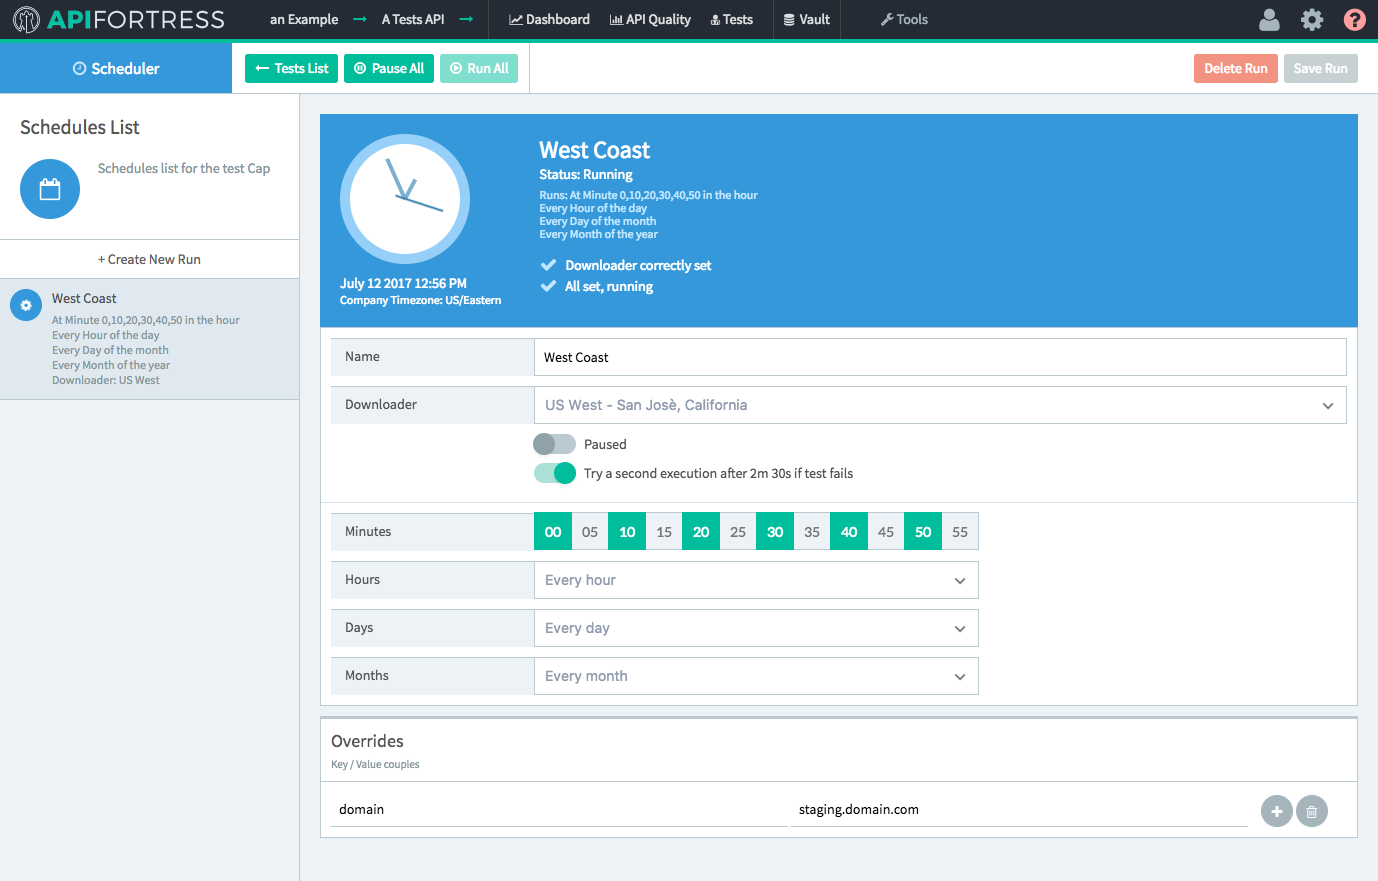 APIFORTRESS
an Example → A Tests API →
Dashboard
API Quality
Tests
Vault
Tools
?
Scheduler
← Tests List
Pause All
Run All
Delete Run
Save Run
Schedules List
Schedules list for the test Cap
+ Create New Run
West Coast
At Minute 0,10,20,30,40,50 in the hour
Every Hour of the day
Every Day of the month
Every Month of the year
Downloader: US West
July 12 2017 12:56 PM
Company Timezone: US/Eastern
West Coast
Status: Running
Runs: At Minute 0,10,20,30,40,50 in the hour
Every Hour of the day
Every Day of the month
Every Month of the year
Downloader correctly set
All set, running
Name
West Coast
Downloader
US West - San Josè, California
Paused
Try a second execution after 2m 30s if test fails
Minutes
00 05 10 15 20 25 30 35 40 45 50 55
Hours
Every hour
Days
Every day
Months
Every month
Overrides
Key / Value couples
domain
staging.domain.com